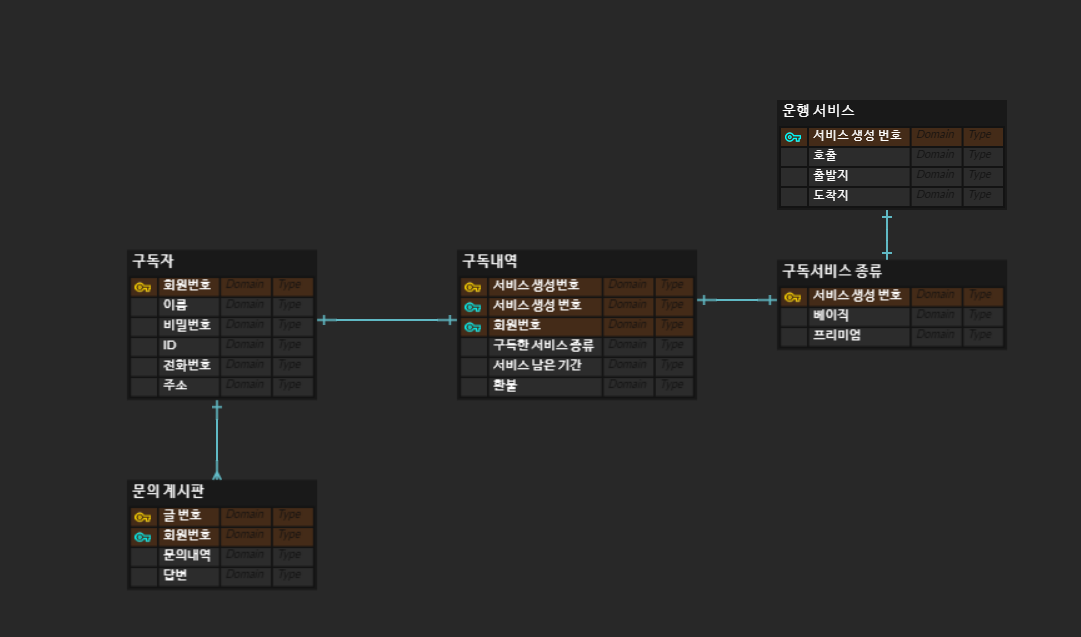 운행 서비스
서비스 생성 번호 Domain Type
호출 Domain Type
출발지 Domain Type
도착지 Domain Type
구독자
회원번호 Domain Type
이름 Domain Type
비밀번호 Domain Type
ID Domain Type
전화번호 Domain Type
주소 Domain Type
구독내역
서비스 생성번호 Domain Type
서비스 생성 번호 Domain Type
회원번호 Domain Type
구독한 서비스 종류 Domain Type
서비스 남은 기간 Domain Type
환불 Domain Type
구독서비스 종류
서비스 생성 번호 Domain Type
베이직 Domain Type
프리미엄 Domain Type
문의 게시판
글 번호 Domain Type
회원번호 Domain Type
문의내역 Domain Type
답변 Domain Type